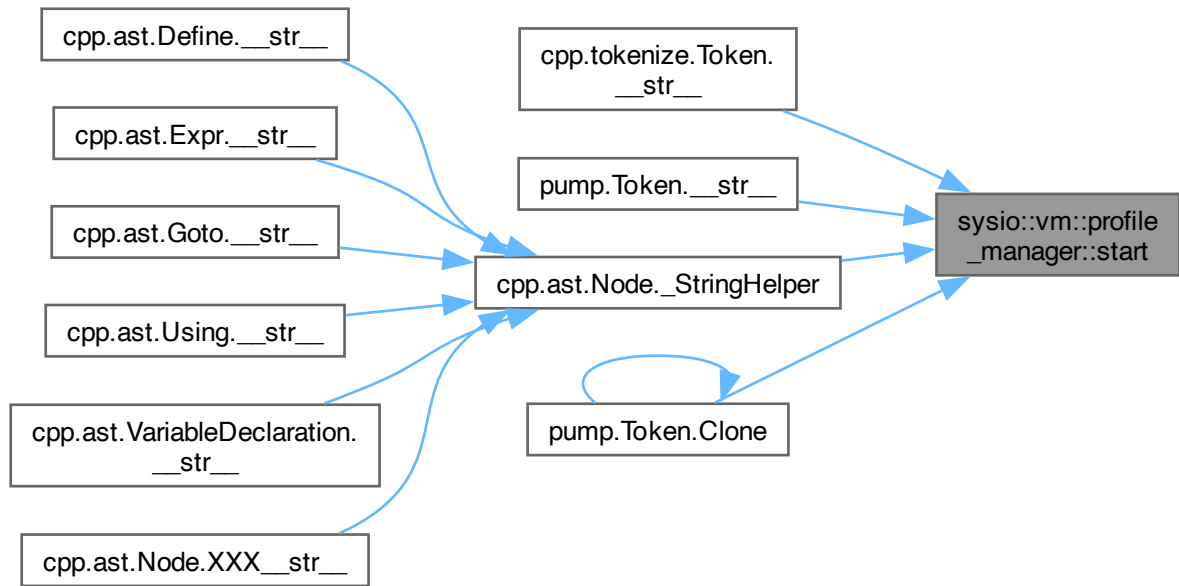 cpp.ast.Define.__str__
cpp.ast.Expr.__str__
cpp.ast.Goto.__str__
cpp.ast.Using.__str__
cpp.ast.VariableDeclaration.
__str__
cpp.ast.Node.XXX__str__
cpp.tokenize.Token.
__str__
pump.Token.__str__
cpp.ast.Node._StringHelper
pump.Token.Clone
sysio::vm::profile
_manager::start